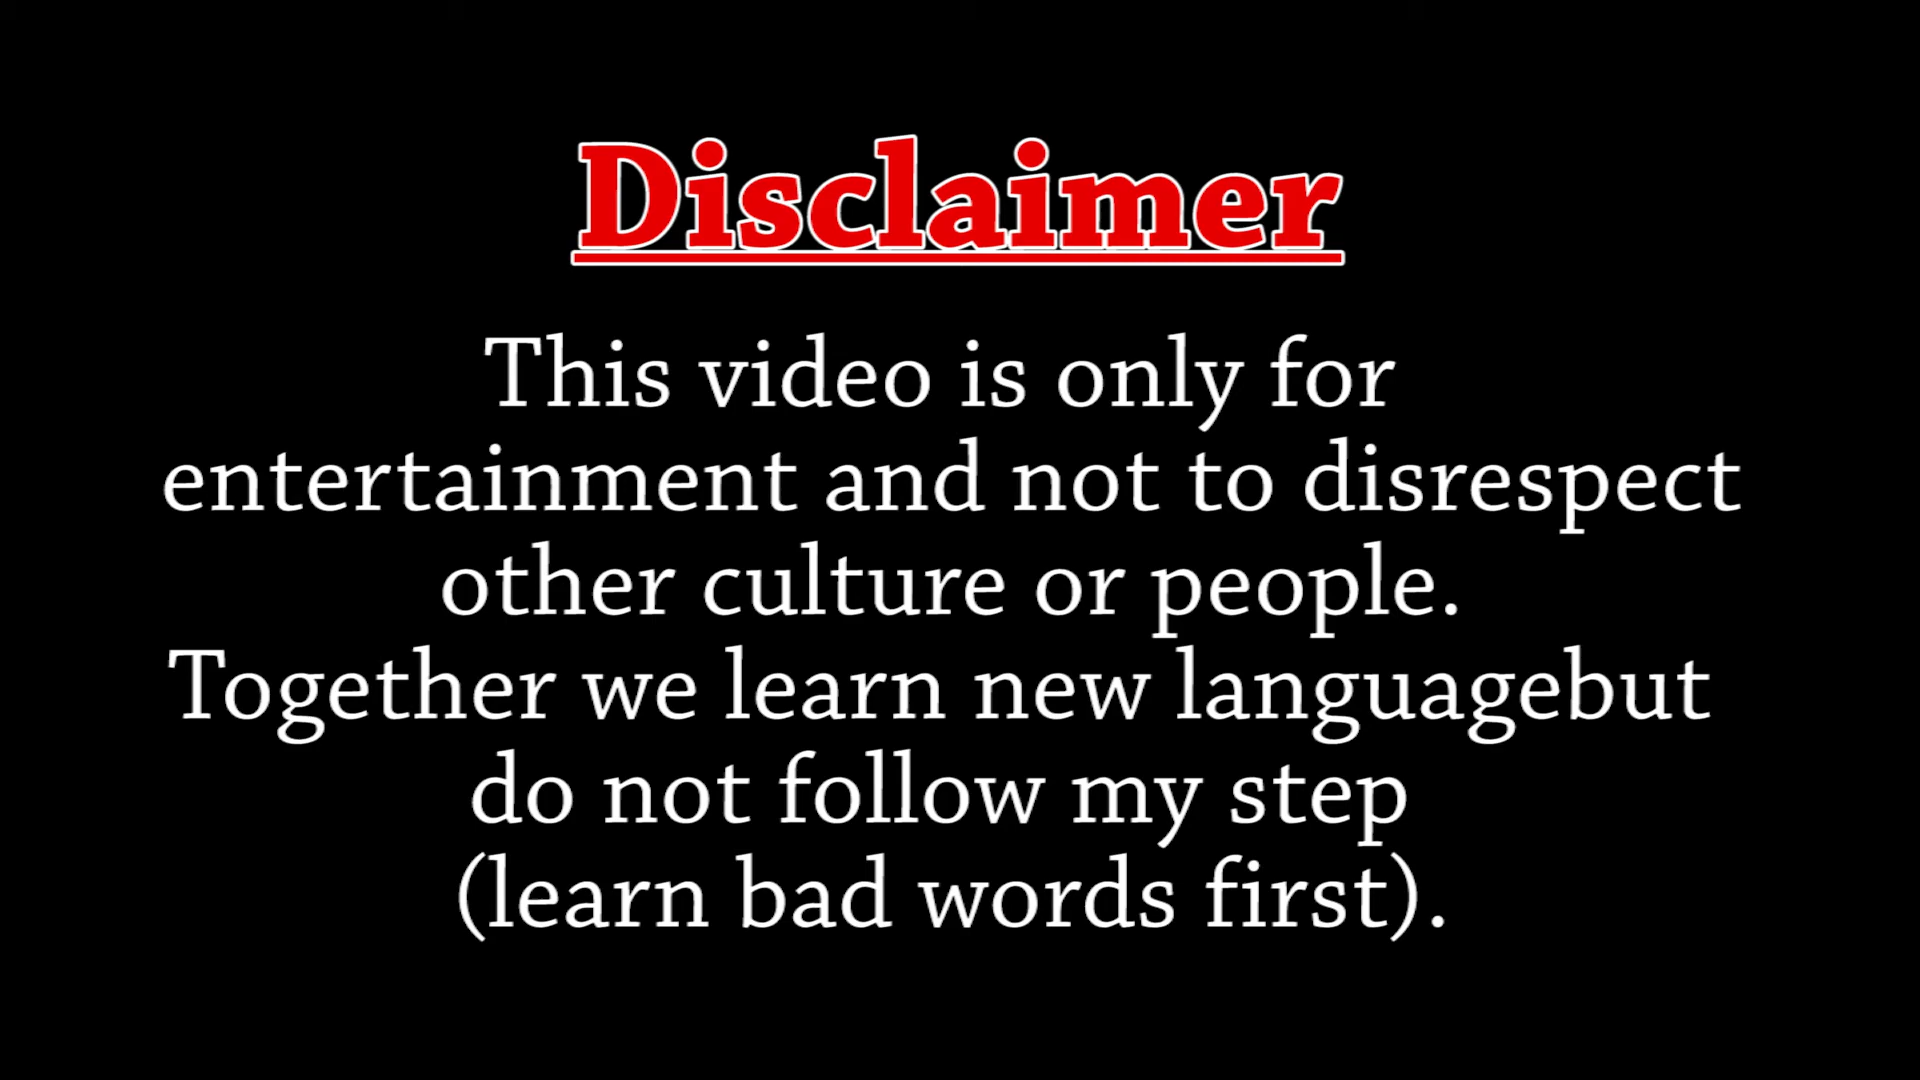 Disclaimer
This video is only for
entertainment and not to disrespect
other culture or people.
Together we learn new languagebut
do not follow my step
(learn bad words first).